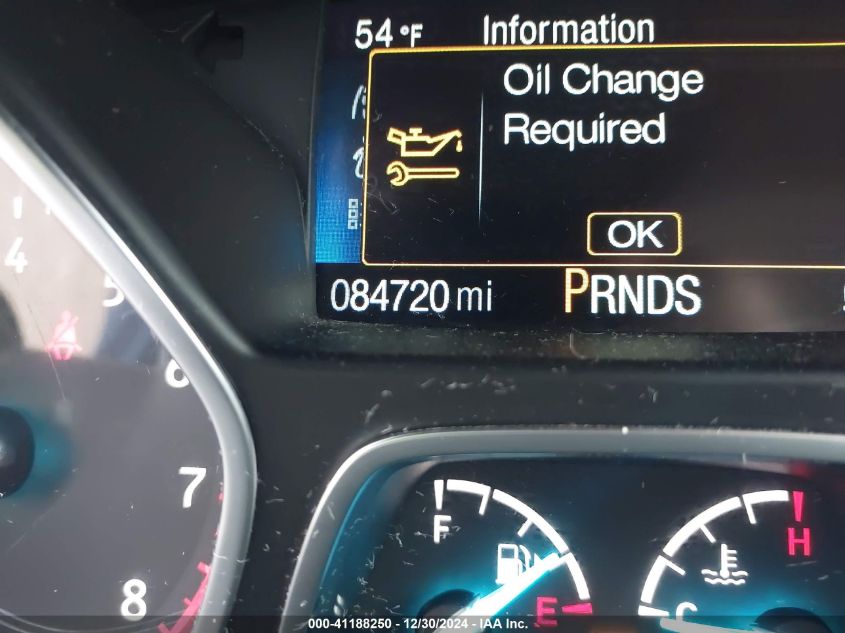 54 °F Information
Oil Change
Required
OK
084720 mi PRNDS
4
5
6
7
8
F
E
H
C
000-41188250 - 12/30/2024 - IAA Inc.